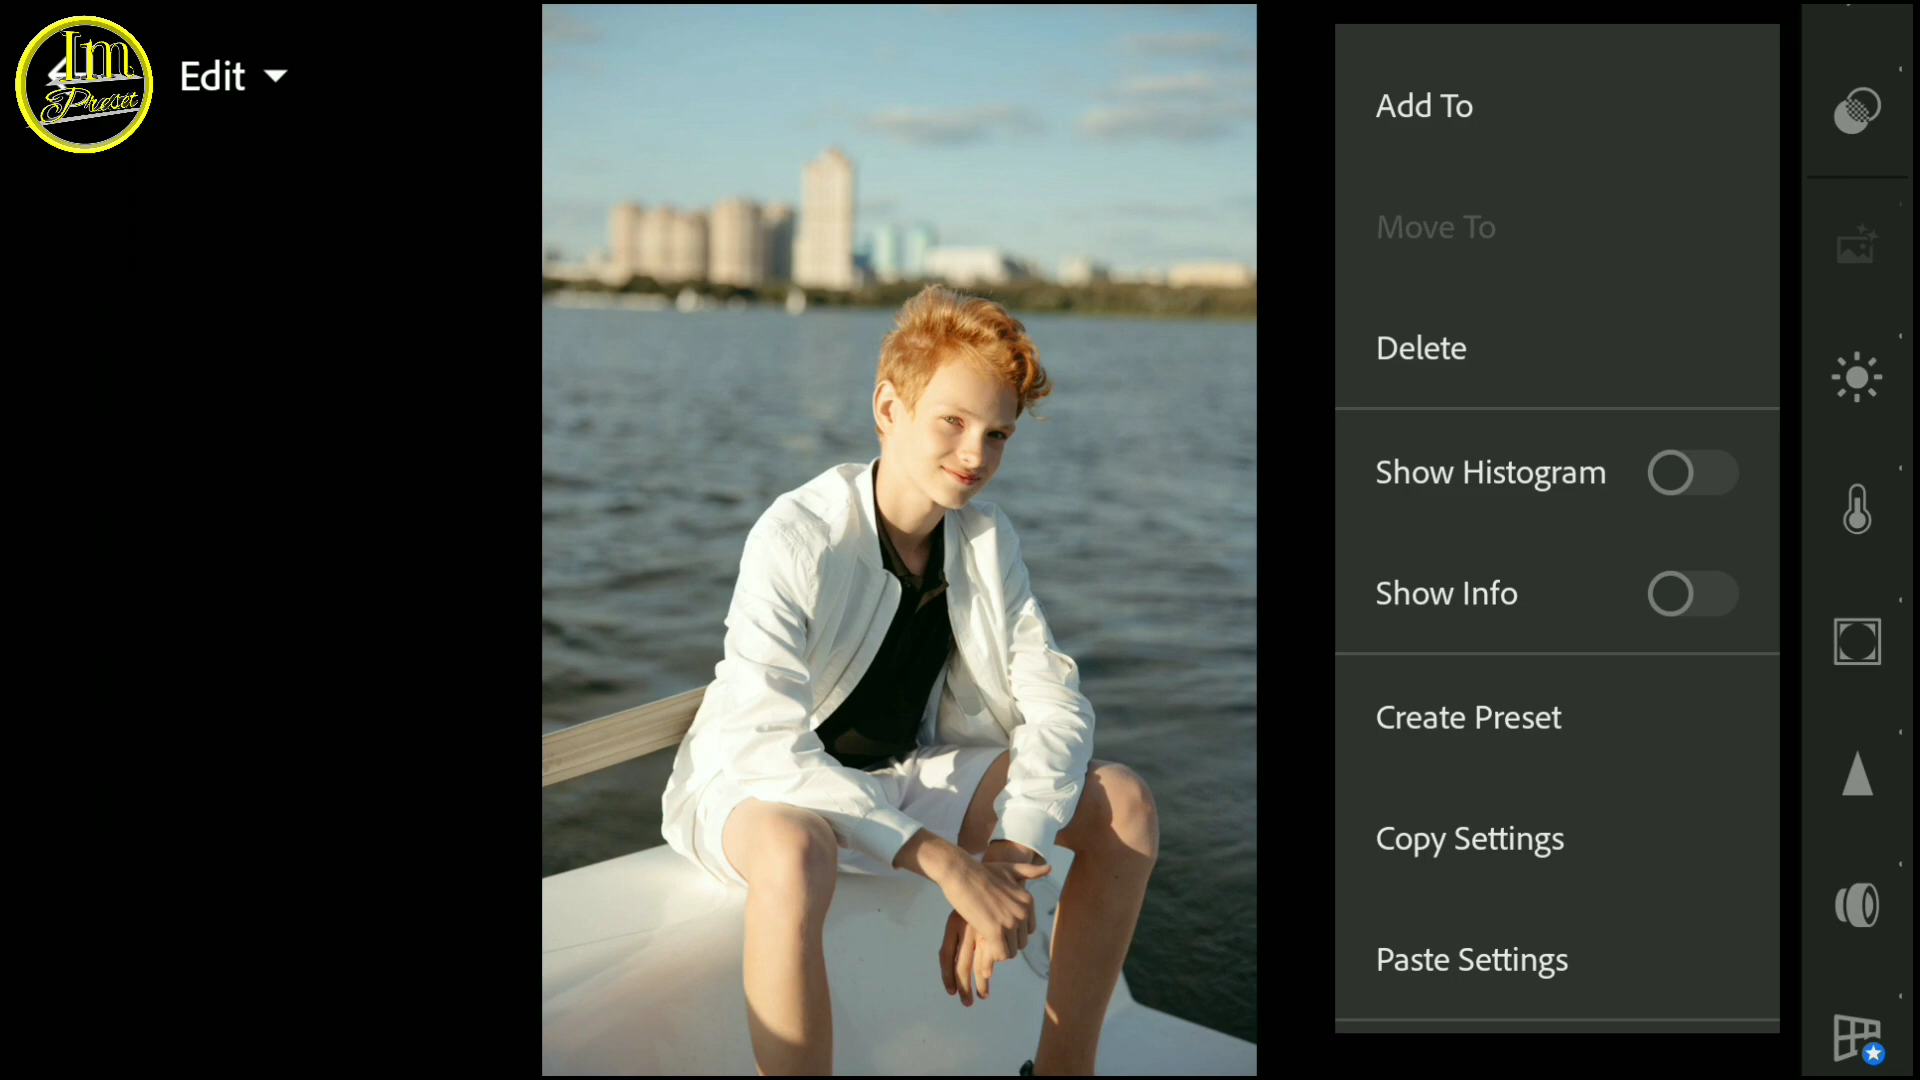 Im
Preset
Edit
Add To
Move To
Delete
Show Histogram
Show Info
Create Preset
Copy Settings
Paste Settings